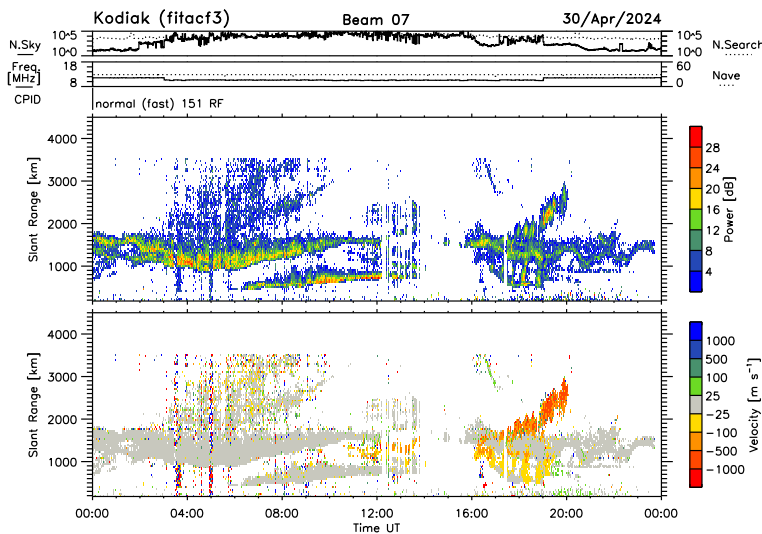 Kodiak (fitacf3)
Beam 07
30/Apr/2024
N.Sky
10^5
10^0
10^5
10^0
N.Search
Freq.
[MHz]
18
8
60
0
Nave
CPID
normal (fast) 151 RF
Slant Range [km]
4000
3000
2000
1000
28
24
20
16
12
8
4
Power [dB]
Slant Range [km]
4000
3000
2000
1000
1000
500
100
25
−25
−100
−500
−1000
Velocity [m s⁻¹]
00:00
04:00
08:00
12:00
16:00
20:00
00:00
Time UT